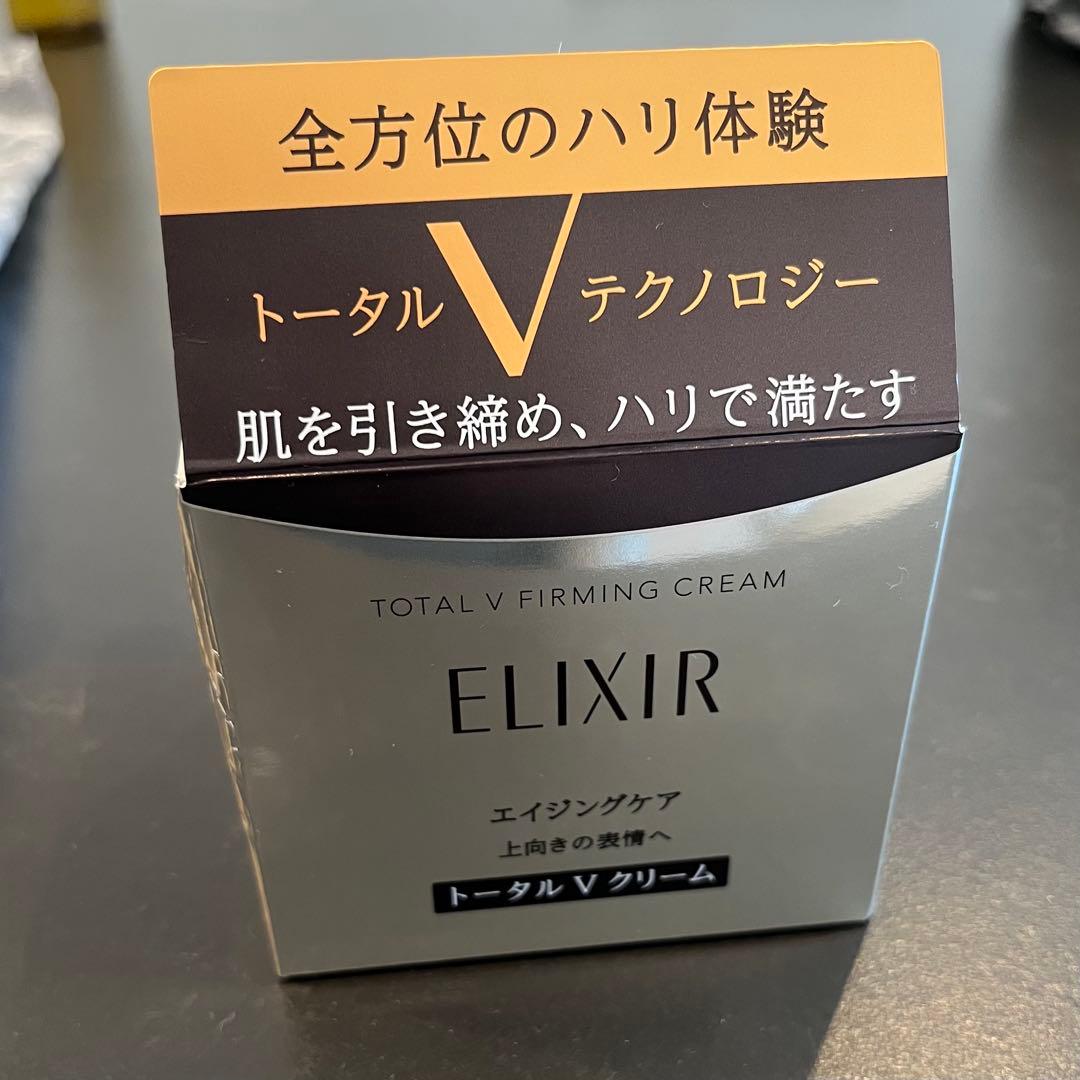 全方位のハリ体験
トータル V テクノロジー
肌を引き締め、ハリで満たす
TOTAL V FIRMING CREAM
ELIXIR
エイジングケア
上向きの表情へ
トータル V クリーム